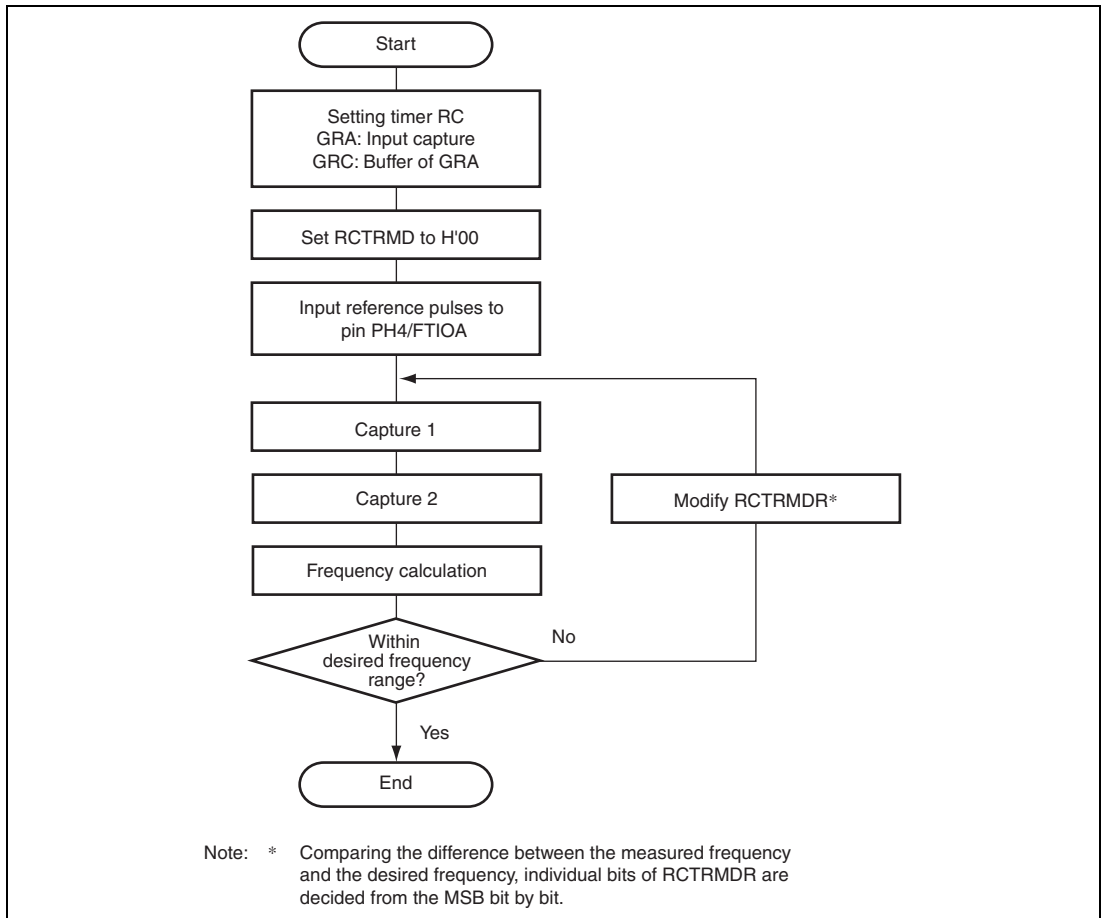 Start
Setting timer RC
GRA: Input capture
GRC: Buffer of GRA
Set RCTRMD to H'00
Input reference pulses to
pin PH4/FTIOA
Capture 1
Capture 2
Modify RCTRMDR*
Frequency calculation
Within
desired frequency
range?
No
Yes
End
Note: * Comparing the difference between the measured frequency
and the desired frequency, individual bits of RCTRMDR are
decided from the MSB bit by bit.